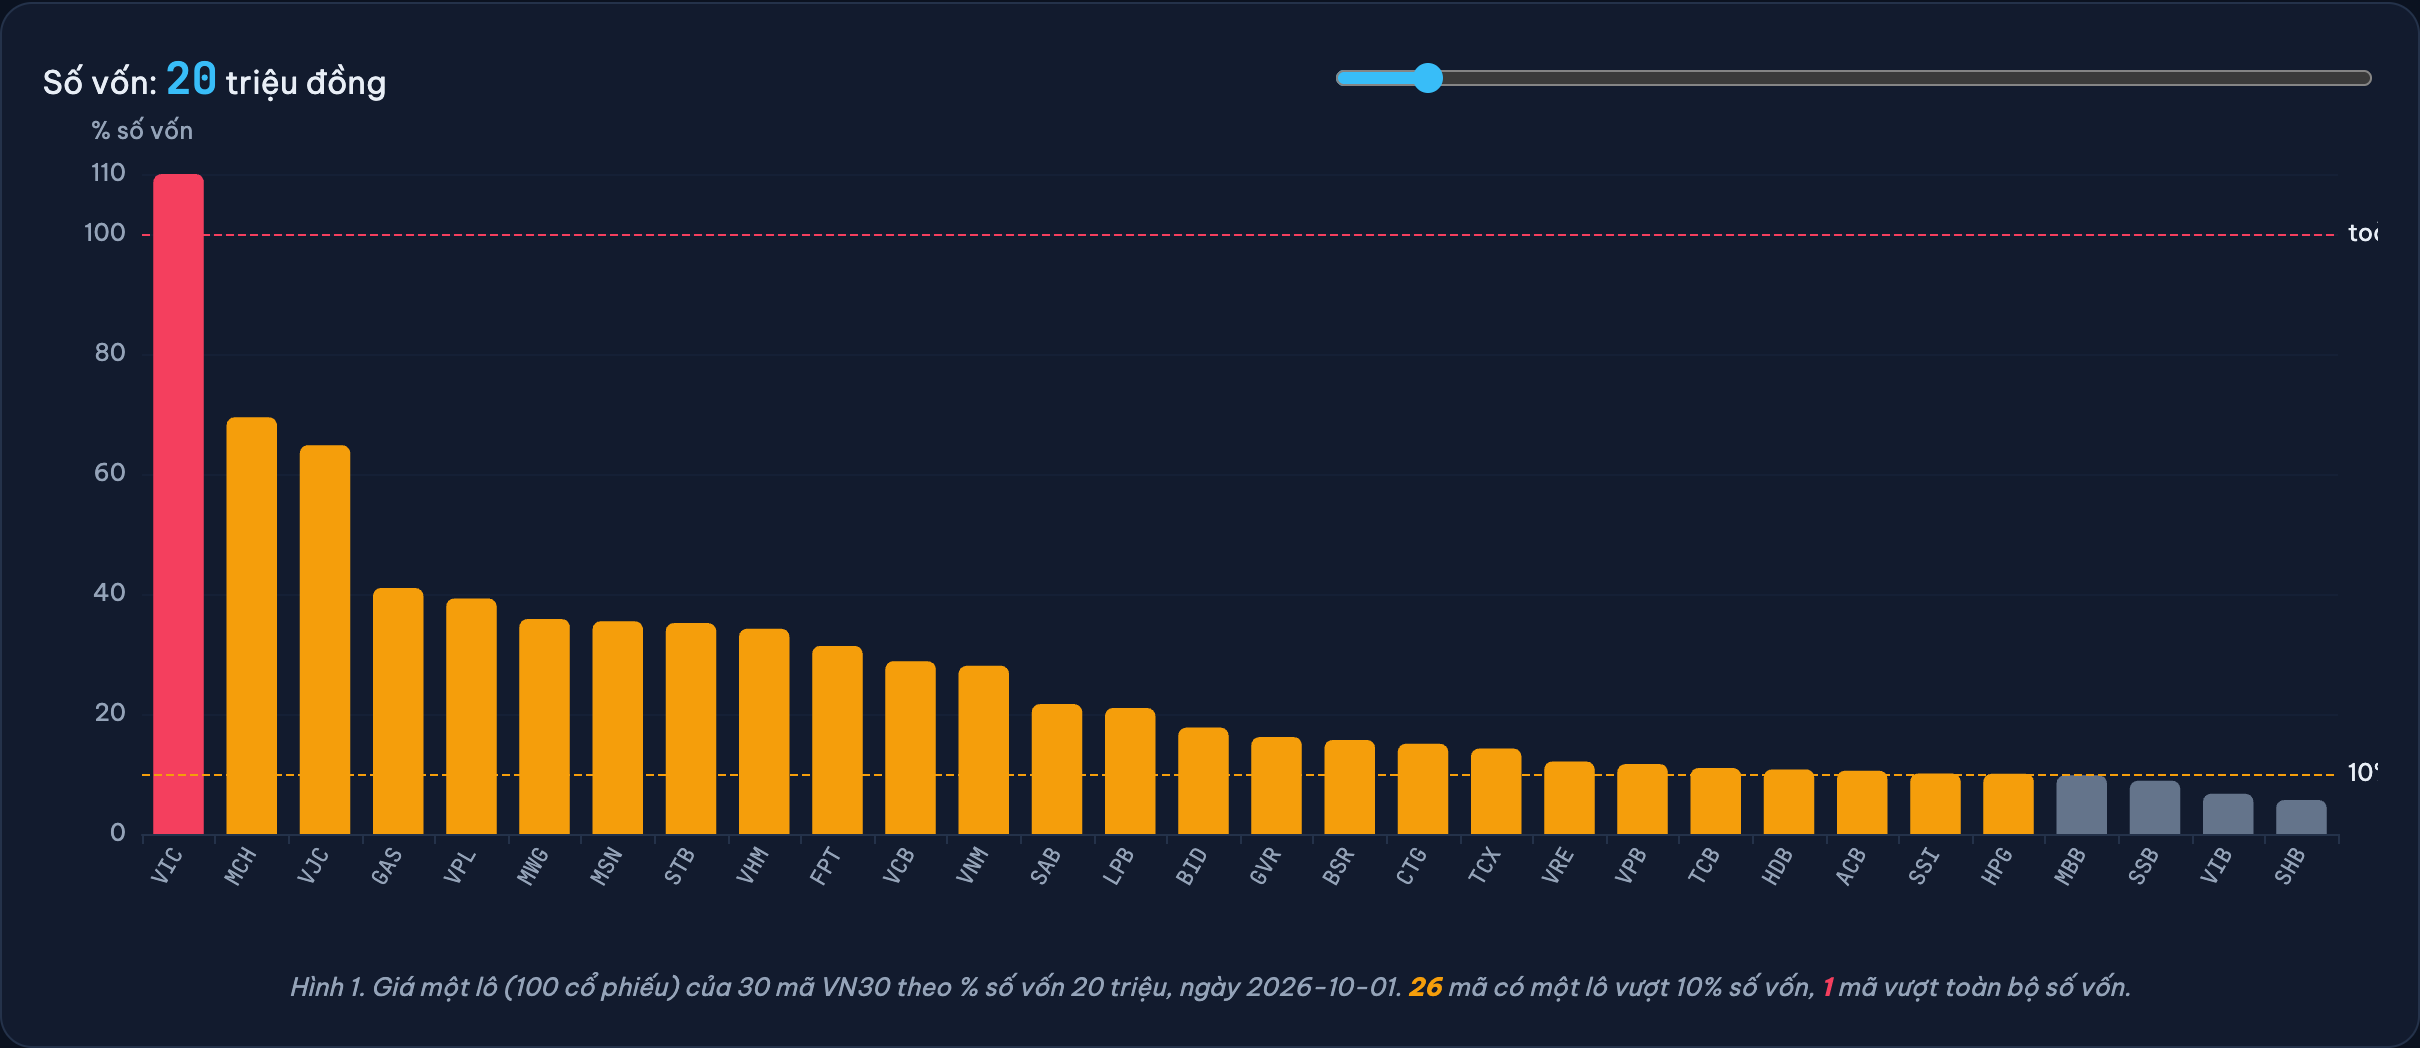 Số vốn: 20 triệu đồng
% số vốn
110
100
80
60
40
20
0
10
VIC MCH VJC GAS VPL MWG MSN STB VHM FPT VCB VNM SAB LPB BID GVR BSR CTG TCX VRE VPB TCB HDB ACB SSI HPG MBB SSB VIB SHB
Hình 1. Giá một lô (100 cổ phiếu) của 30 mã VN30 theo % số vốn 20 triệu, ngày 2026-10-01. 26 mã có một lô vượt 10% số vốn, 1 mã vượt toàn bộ số vốn.